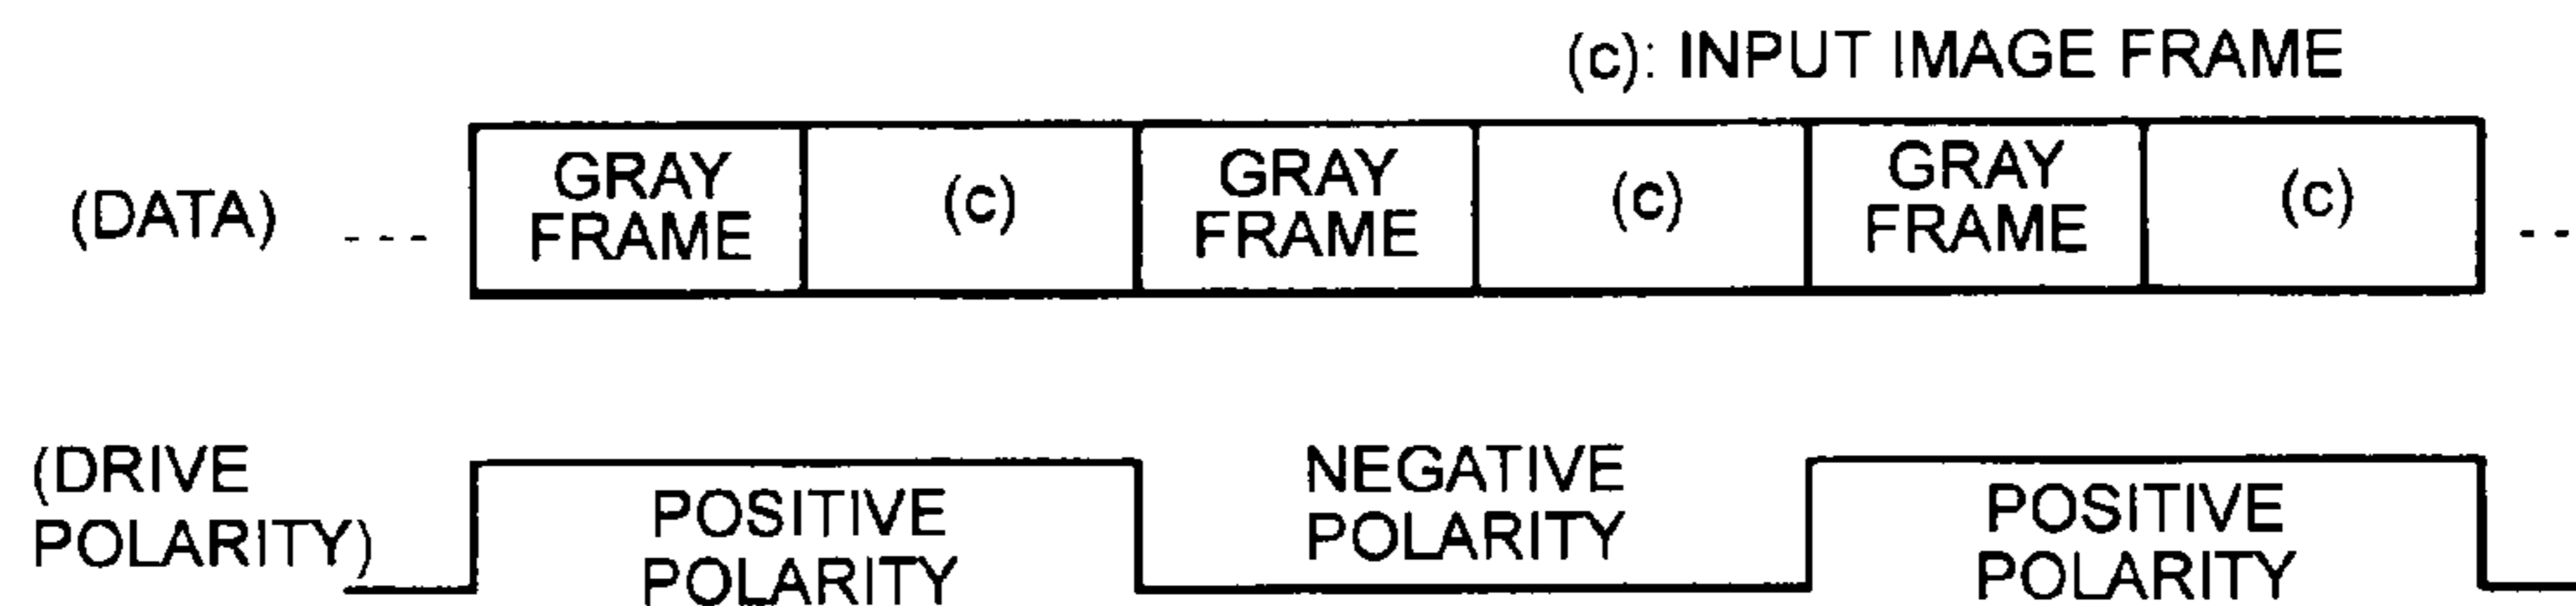 (c): INPUT IMAGE FRAME
(DATA) - - - GRAY FRAME (c) GRAY FRAME (c) GRAY FRAME (c) - -
(DRIVE POLARITY) POSITIVE POLARITY NEGATIVE POLARITY POSITIVE POLARITY